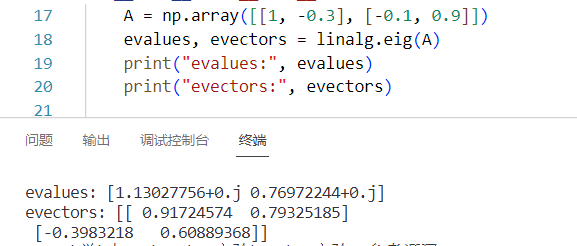 17 A = np.array([[1, -0.3], [-0.1, 0.9]])
18 evalues, evectors = linalg.eig(A)
19 print("evalues:", evalues)
20 print("evectors:", evectors)
21
问题 输出 调试控制台 终端
evalues: [1.13027756+0.j 0.76972244+0.j]
evectors: [[ 0.91724574 0.79325185]
[-0.3983218 0.60889368]]